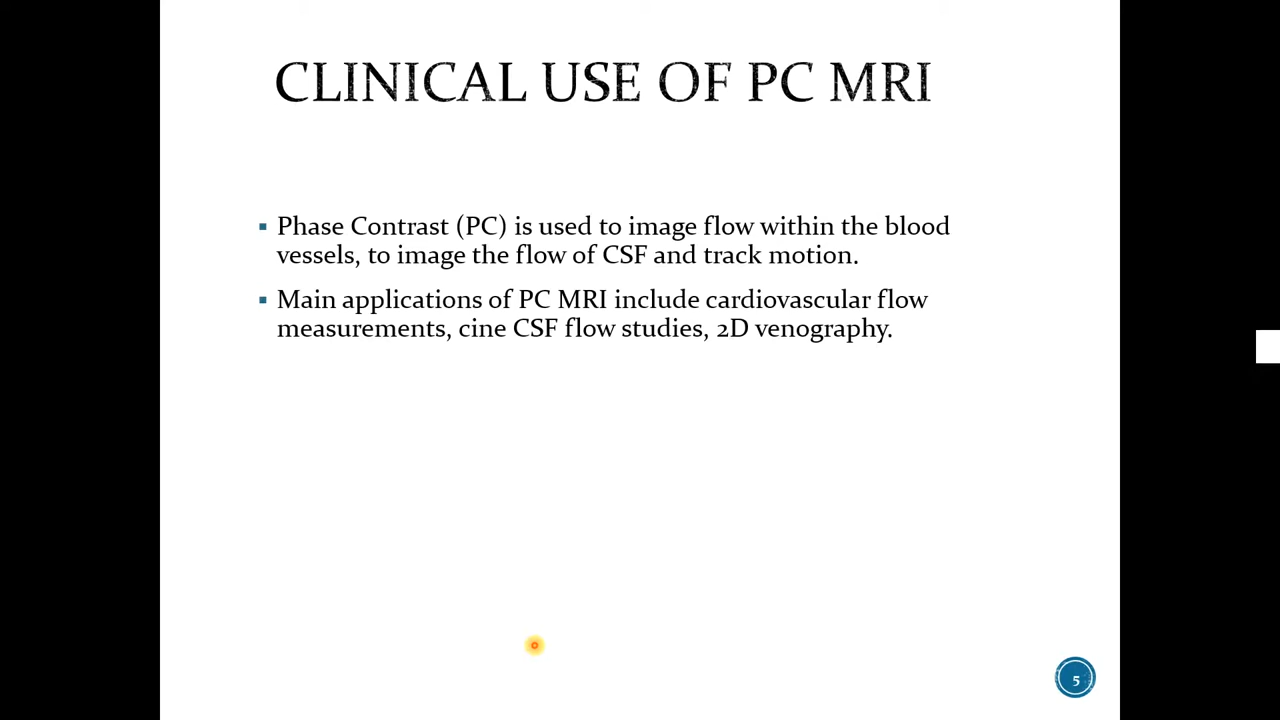 CLINICAL USE OF PC MRI
▪ Phase Contrast (PC) is used to image flow within the blood
vessels, to image the flow of CSF and track motion.
▪ Main applications of PC MRI include cardiovascular flow
measurements, cine CSF flow studies, 2D venography.
5